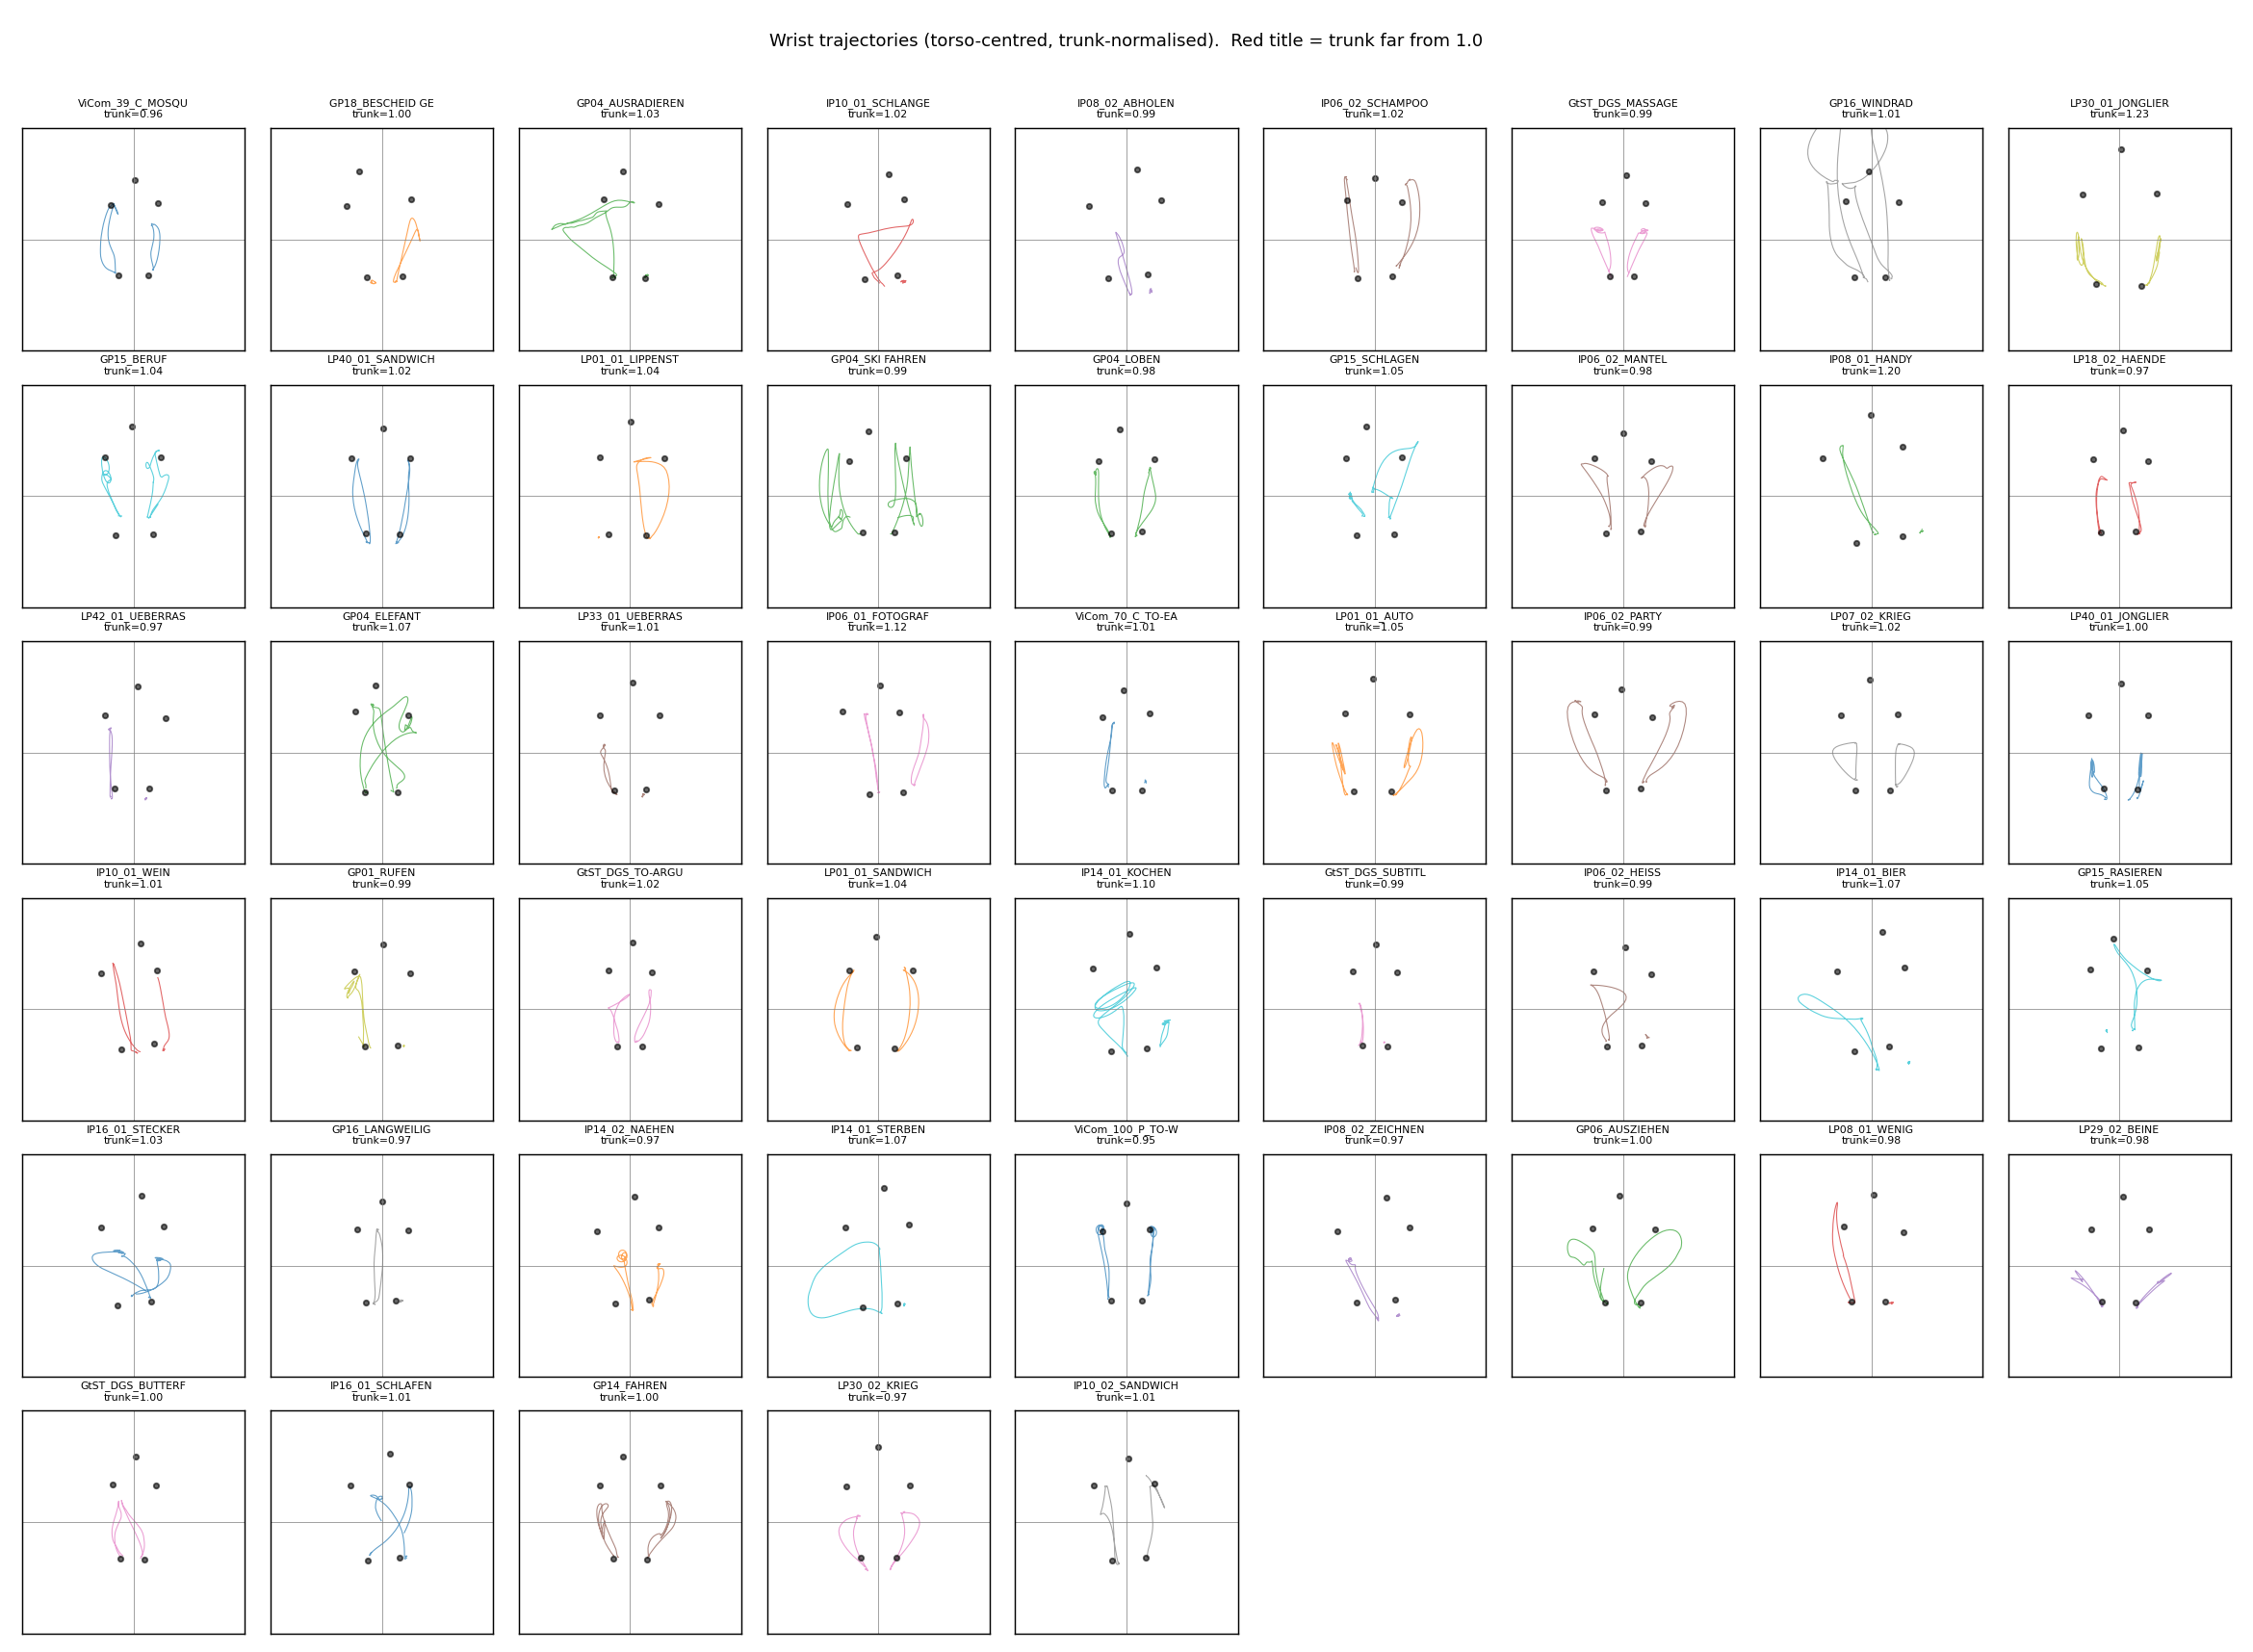 Wrist trajectories (torso-centred, trunk-normalised).  Red title = trunk far from 1.0
ViCom_39_C_MOSQU
trunk=0.96
GP18_BESCHEID GE
trunk=1.00
GP04_AUSRADIEREN
trunk=1.03
IP10_01_SCHLANGE
trunk=1.02
IP08_02_ABHOLEN
trunk=0.99
IP06_02_SCHAMPOO
trunk=1.02
GtST_DGS_MASSAGE
trunk=0.99
GP16_WINDRAD
trunk=1.01
LP30_01_JONGLIER
trunk=1.23
GP15_BERUF
trunk=1.04
LP40_01_SANDWICH
trunk=1.02
LP01_01_LIPPENST
trunk=1.04
GP04_SKI FAHREN
trunk=0.99
GP04_LOBEN
trunk=0.98
GP15_SCHLAGEN
trunk=1.05
IP06_02_MANTEL
trunk=0.98
IP08_01_HANDY
trunk=1.20
LP18_02_HAENDE
trunk=0.97
LP42_01_UEBERRAS
trunk=0.97
GP04_ELEFANT
trunk=1.07
LP33_01_UEBERRAS
trunk=1.01
IP06_01_FOTOGRAF
trunk=1.12
ViCom_70_C_TO-EA
trunk=1.01
LP01_01_AUTO
trunk=1.05
IP06_02_PARTY
trunk=0.99
LP07_02_KRIEG
trunk=1.02
LP40_01_JONGLIER
trunk=1.00
IP10_01_WEIN
trunk=1.01
GP01_RUFEN
trunk=0.99
GtST_DGS_TO-ARGU
trunk=1.02
LP01_01_SANDWICH
trunk=1.04
IP14_01_KOCHEN
trunk=1.10
GtST_DGS_SUBTITL
trunk=0.99
IP06_02_HEISS
trunk=0.99
IP14_01_BIER
trunk=1.07
GP15_RASIEREN
trunk=1.05
IP16_01_STECKER
trunk=1.03
GP16_LANGWEILIG
trunk=0.97
IP14_02_NAEHEN
trunk=0.97
IP14_01_STERBEN
trunk=1.07
ViCom_100_P_TO-W
trunk=0.95
IP08_02_ZEICHNEN
trunk=0.97
GP06_AUSZIEHEN
trunk=1.00
LP08_01_WENIG
trunk=0.98
LP29_02_BEINE
trunk=0.98
GtST_DGS_BUTTERF
trunk=1.00
IP16_01_SCHLAFEN
trunk=1.01
GP14_FAHREN
trunk=1.00
LP30_02_KRIEG
trunk=0.97
IP10_02_SANDWICH
trunk=1.01